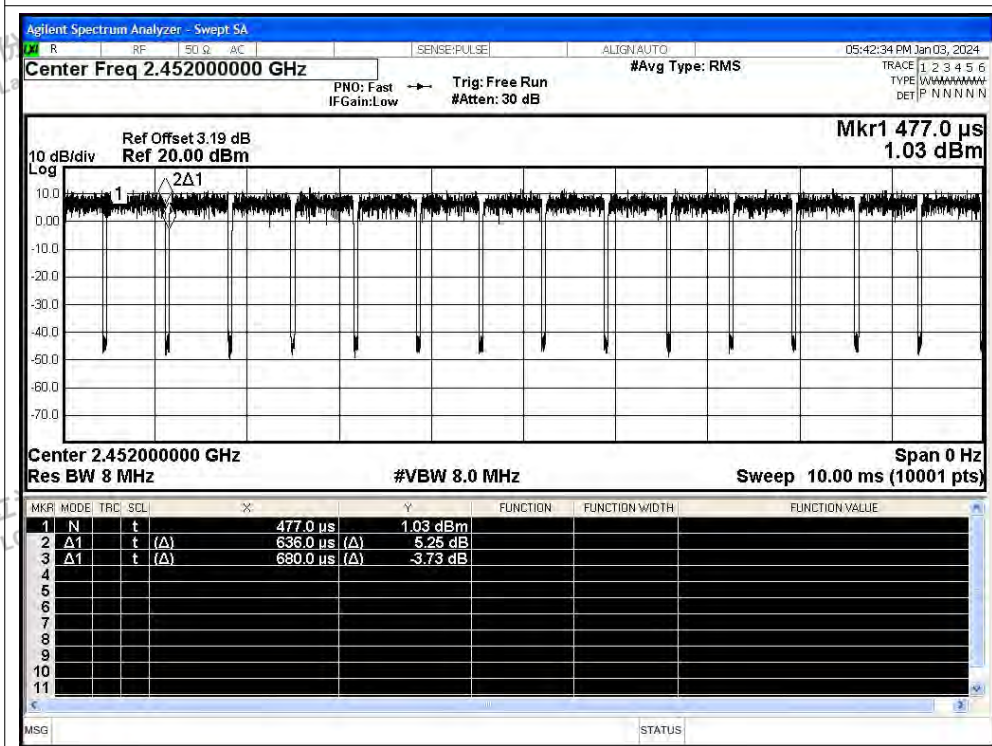 Agilent Spectrum Analyzer - Swept SA
R RF 50 Ω AC SENSE:PULSE ALIGN AUTO 05:42:34 PM Jan 03, 2024
Center Freq 2.452000000 GHz
#Avg Type: RMS
TRACE 1 2 3 4 5 6
PNO: Fast Trig: Free Run
TYPE WWWWWW
IFGain:Low #Atten: 30 dB
DET P N N N N N
Mkr1 477.0 µs
1.03 dBm
Ref Offset 3.19 dB
10 dB/div Ref 20.00 dBm
Log
2Δ1
1
10.0
0.00
-10.0
-20.0
-30.0
-40.0
-50.0
-60.0
-70.0
Center 2.452000000 GHz Span 0 Hz
Res BW 8 MHz #VBW 8.0 MHz Sweep 10.00 ms (10001 pts)
MKR MODE TRC SCL X Y FUNCTION FUNCTION WIDTH FUNCTION VALUE
1 N t 477.0 µs 1.03 dBm
2 Δ1 t (Δ) 636.0 µs (Δ) 5.25 dB
3 Δ1 t (Δ) 680.0 µs (Δ) -3.73 dB
4
5
6
7
8
9
10
11
MSG STATUS